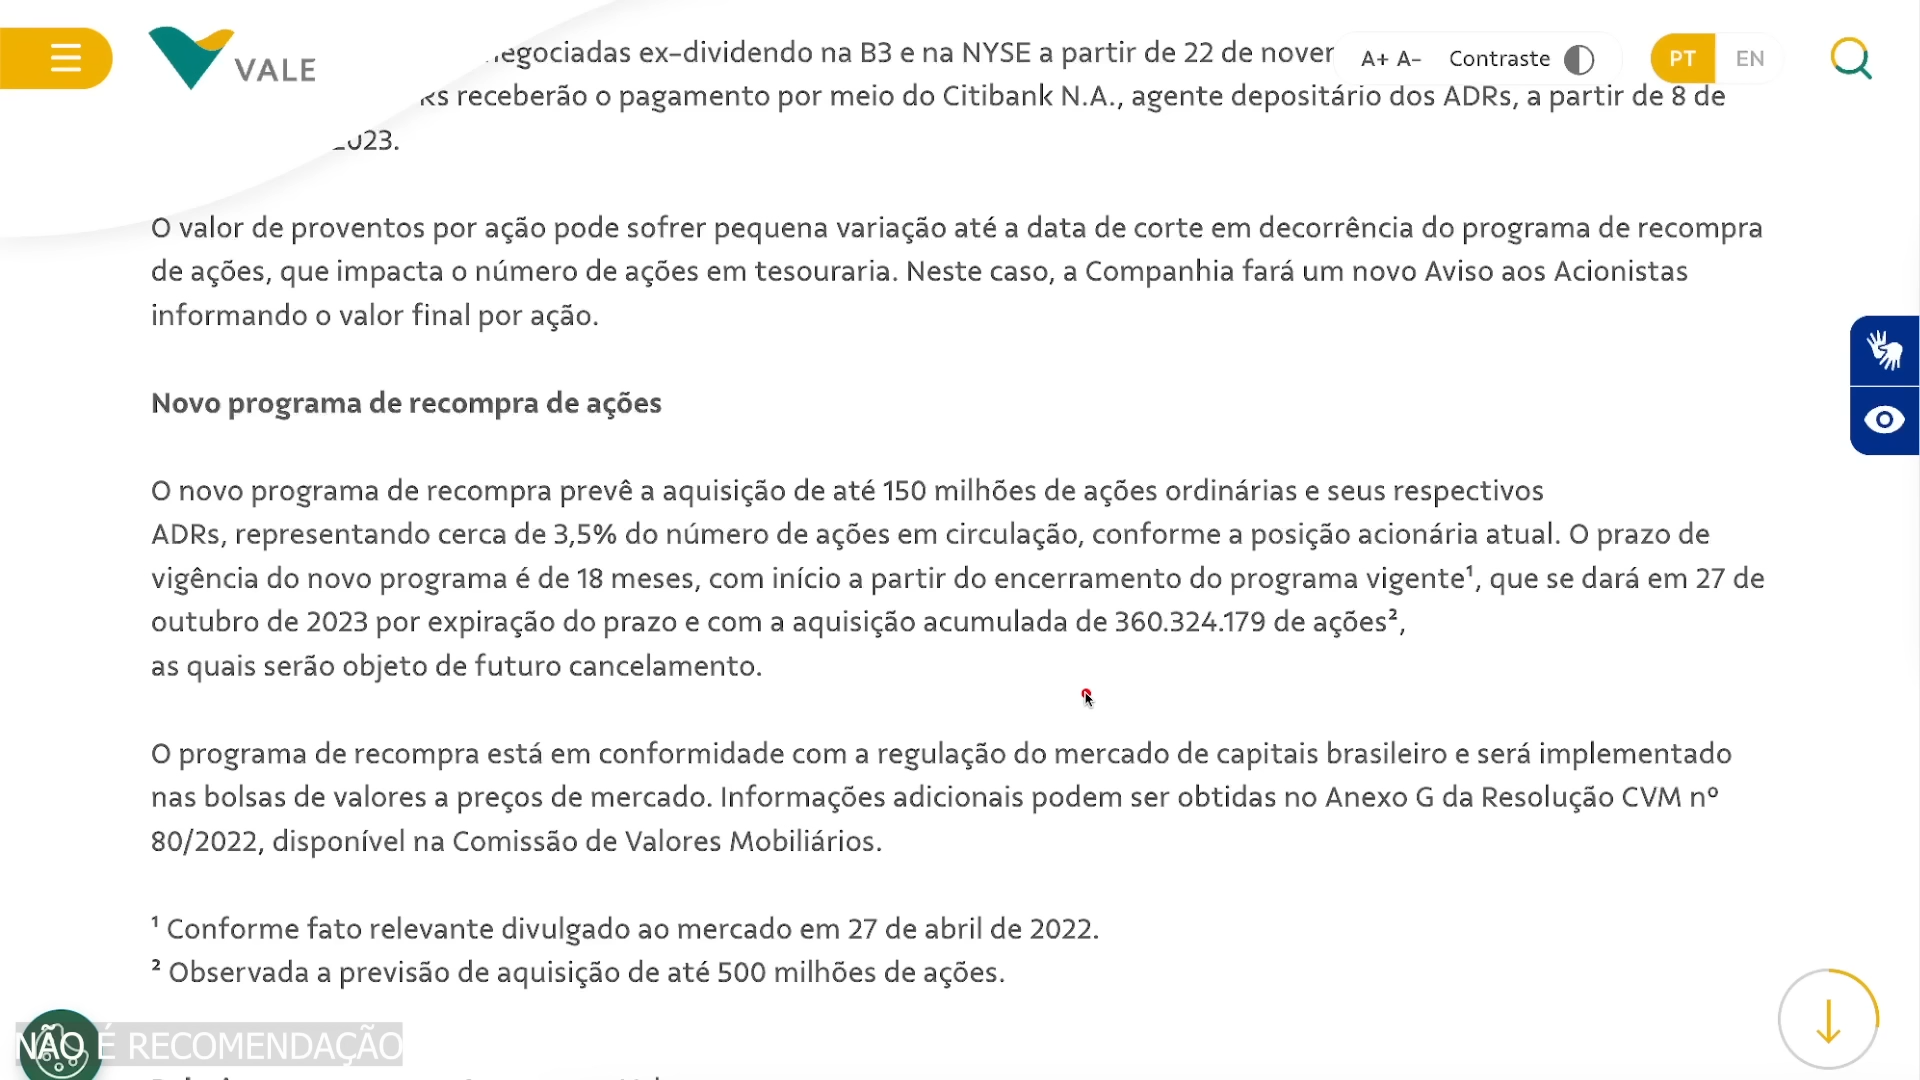 VALE
negociadas ex-dividendo na B3 e na NYSE a partir de 22 de
A+ A- Contraste
PT EN
receberão o pagamento por meio do Citibank N.A., agente depositário dos ADRs, a partir de 8 de
O valor de proventos por ação pode sofrer pequena variação até a data de corte em decorrência do programa de recompra
de ações, que impacta o número de ações em tesouraria. Neste caso, a Companhia fará um novo Aviso aos Acionistas
informando o valor final por ação.
Novo programa de recompra de ações
O novo programa de recompra prevê a aquisição de até 150 milhões de ações ordinárias e seus respectivos
ADRs, representando cerca de 3,5% do número de ações em circulação, conforme a posição acionária atual. O prazo de
vigência do novo programa é de 18 meses, com início a partir do encerramento do programa vigente¹, que se dará em 27 de
outubro de 2023 por expiração do prazo e com a aquisição acumulada de 360.324.179 de ações²,
as quais serão objeto de futuro cancelamento.
O programa de recompra está em conformidade com a regulação do mercado de capitais brasileiro e será implementado
nas bolsas de valores a preços de mercado. Informações adicionais podem ser obtidas no Anexo G da Resolução CVM nº
80/2022, disponível na Comissão de Valores Mobiliários.
¹ Conforme fato relevante divulgado ao mercado em 27 de abril de 2022.
² Observada a previsão de aquisição de até 500 milhões de ações.
NÃO É RECOMENDAÇÃO